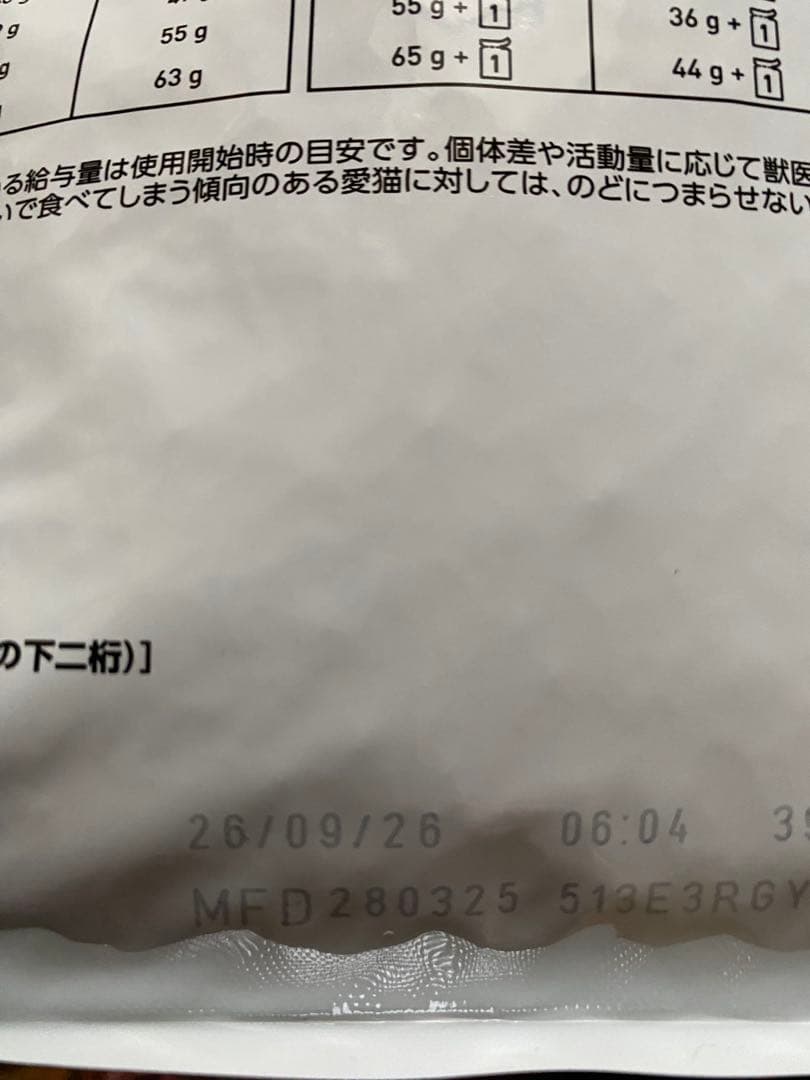 55 g + 1
36 g + 1
g
55 g
65 g + 1
44 g + 1
g
63 g
る給与量は使用開始時の目安です。個体差や活動量に応じて獣医
いで食べてしまう傾向のある愛猫に対しては、のどにつまらせない
の下二桁)]
26/09/26 06:04 39
MFD280325 513E3RGY